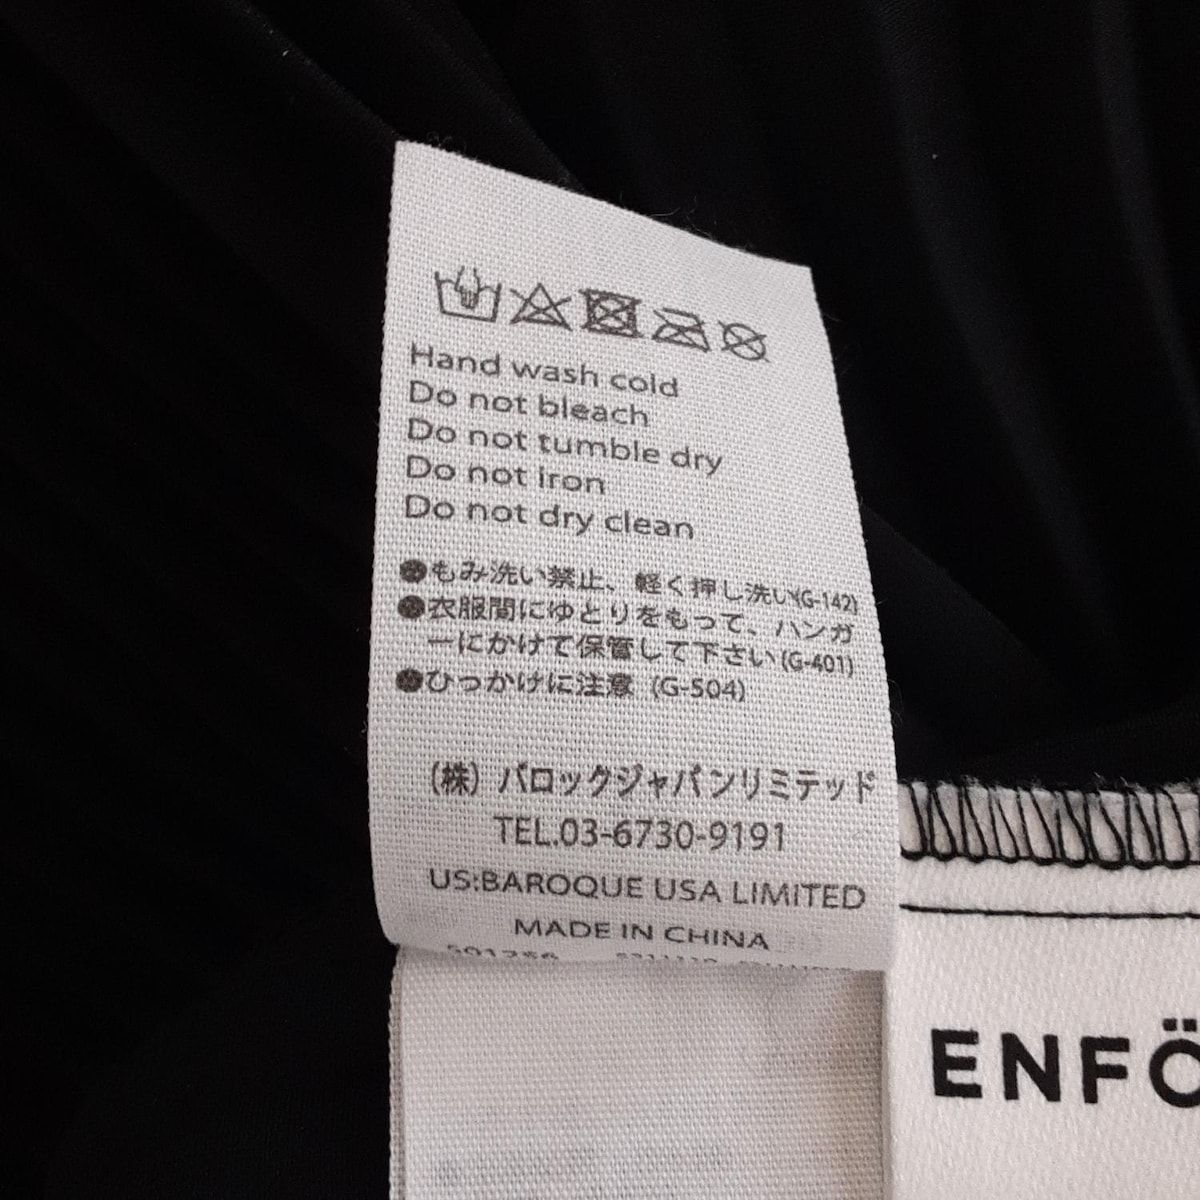 Hand wash cold
Do not bleach
Do not tumble dry
Do not iron
Do not dry clean
●もみ洗い禁止、軽く押し洗い(G-142)
●衣服間にゆとりをもって、ハンガ
ーにかけて保管して下さい(G-401)
●ひっかけに注意 (G-504)
(株) バロックジャパンリミテッド
TEL.03-6730-9191
US:BAROQUE USA LIMITED
MADE IN CHINA
ENFÖ